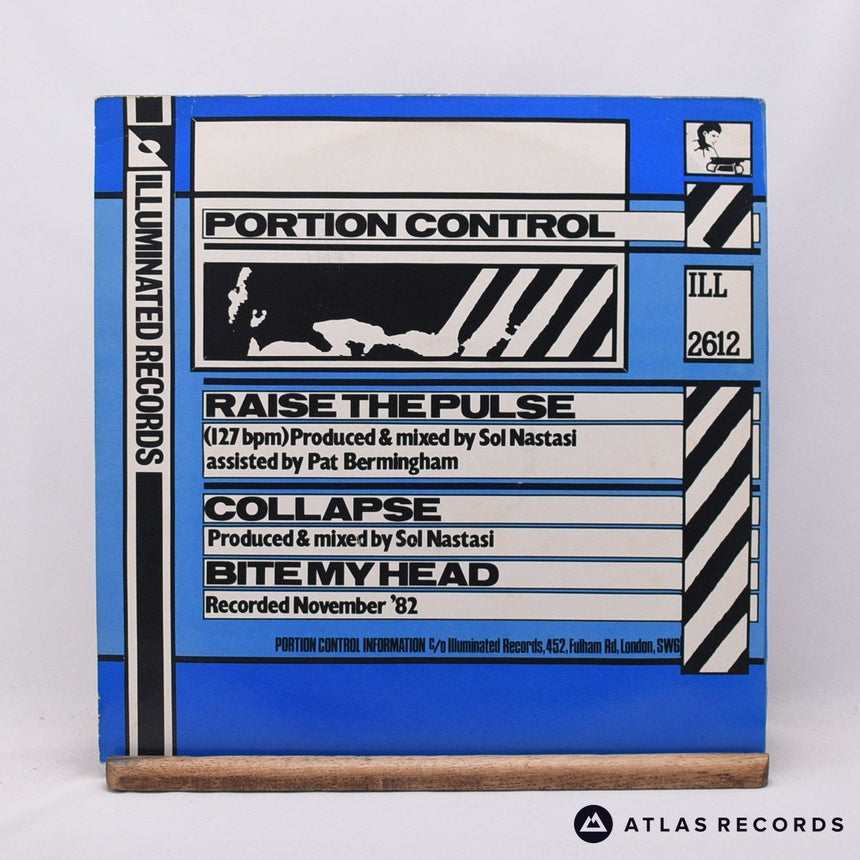 ILLUMINATED RECORDS
PORTION CONTROL
ILL
2612
RAISE THE PULSE
(127 bpm) Produced & mixed by Sol Nastasi
assisted by Pat Bermingham
COLLAPSE
Produced & mixed by Sol Nastasi
BITE MY HEAD
Recorded November '82
PORTION CONTROL INFORMATION C/o Illuminated Records, 452, Fulham Rd, London, SW6
ATLAS RECORDS